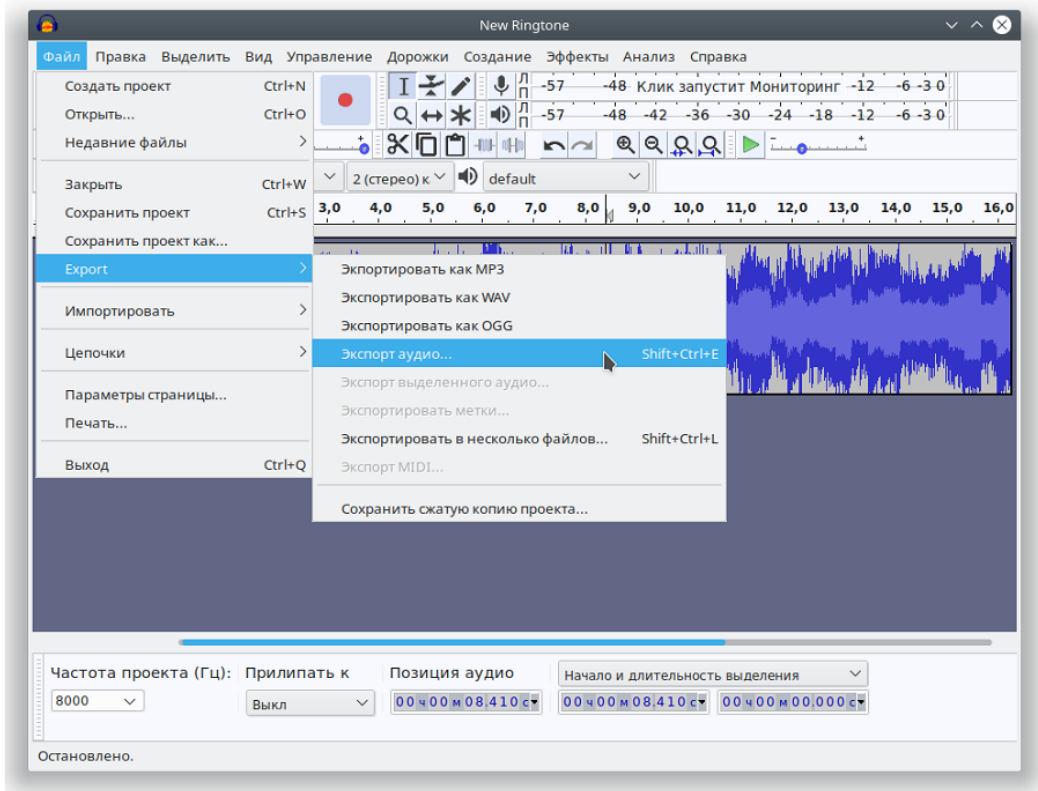 New Ringtone
Файл Правка Выделить Вид Управление Дорожки Создание Эффекты Анализ Справка
Создать проект Ctrl+N
Открыть... Ctrl+O
Недавние файлы
Закрыть Ctrl+W
Сохранить проект Ctrl+S
Сохранить проект как...
Export
Импортировать
Цепочки
Параметры страницы...
Печать...
Выход Ctrl+Q
Л
П
-57 -48 Клик запустит Мониторинг -12 -6 -3 0
Л
П
-57 -48 -42 -36 -30 -24 -18 -12 -6 -3 0
2 (стерео) к default
3,0 4,0 5,0 6,0 7,0 8,0 9,0 10,0 11,0 12,0 13,0 14,0 15,0 16,0
Экпортировать как MP3
Экспортировать как WAV
Экспортировать как OGG
Экспорт аудио... Shift+Ctrl+E
Экспорт выделенного аудио...
Экспортировать метки...
Экспортировать в несколько файлов... Shift+Ctrl+L
Экспорт MIDI...
Сохранить сжатую копию проекта...
Частота проекта (Гц): Прилипать к Позиция аудио Начало и длительность выделения
8000 Выкл 00 ч 00 м 08.410 с 00 ч 00 м 08.410 с 00 ч 00 м 00.000 с
Остановлено.